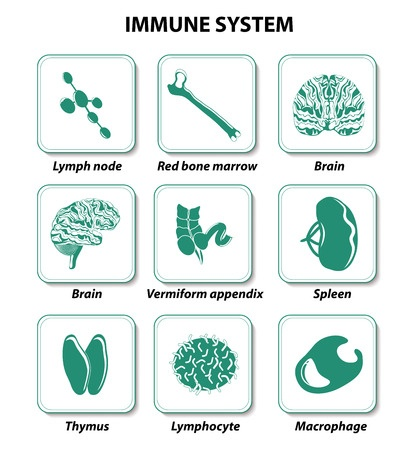 IMMUNE SYSTEM
Lymph node Red bone marrow Brain
Brain Vermiform appendix Spleen
Thymus Lymphocyte Macrophage